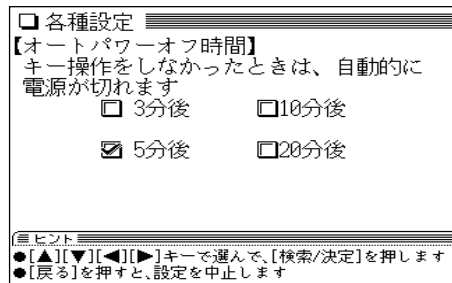 各種設定
【オートパワーオフ時間】
キー操作をしなかったときは、自動的に
電源が切れます
3分後 10分後
5分後 20分後
ヒント
●[▲][▼][◀][▶]キーで選んで、[検索/決定]を押します
●[戻る]を押すと、設定を中止します